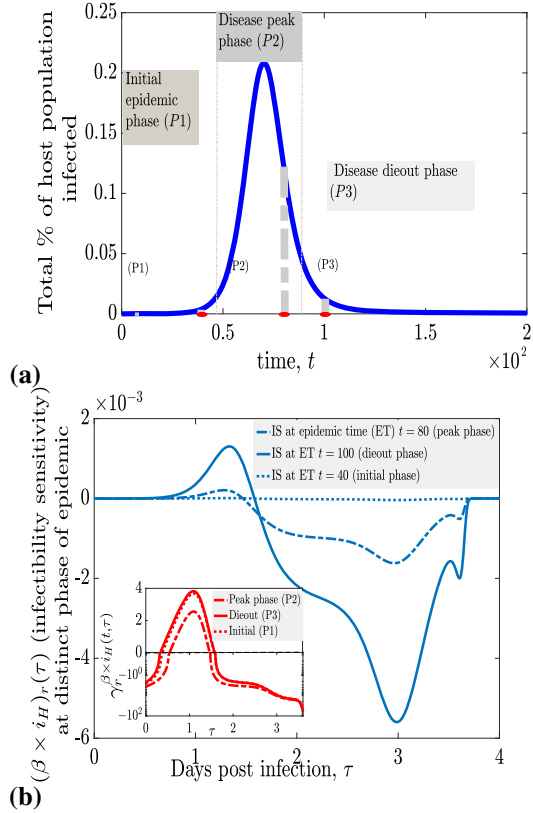 Total % of host population
infected
0.25
0.2
0.15
0.1
0.05
0
Disease peak
phase (P2)
Initial
epidemic
phase (P1)
Disease dieout phase
(P3)
(P1)
(P2)
(P3)
0
0.5
1
1.5
2
×10²
time, t
(a)
(β × i_H)_r(τ) (infectibility sensitivity)
at distinct phase of epidemic
×10⁻³
2
0
-2
-4
-6
IS at epidemic time (ET) t = 80 (peak phase)
IS at ET t = 100 (dieout phase)
IS at ET t = 40 (initial phase)
γ_r^{β×i_H(t,τ)}
4
2
0
-10¹
-10²
Peak phase (P2)
Dieout (P3)
Initial (P1)
0
1
2
3
τ
0
1
2
3
4
Days post infection, τ
(b)